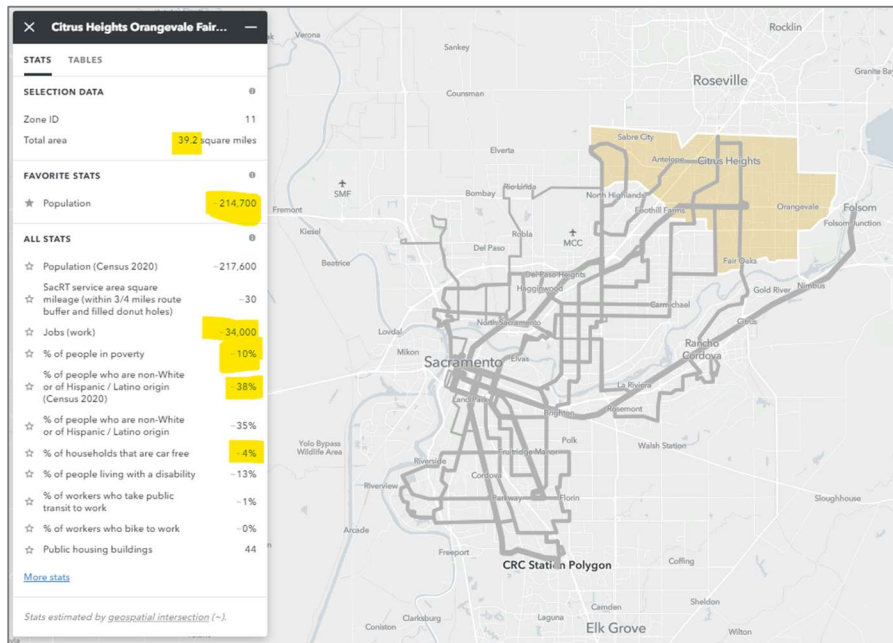 Citrus Heights Orangevale Fair...
STATS TABLES
SELECTION DATA
Zone ID 11
Total area 39.2 square miles
FAVORITE STATS
Population ~214,700
ALL STATS
Population (Census 2020) ~217,600
SacRT service area square
mileage (within 3/4 miles route
buffer and filled donut holes) ~30
Jobs (work) ~34,000
% of people in poverty ~10%
% of people who are non-White
or of Hispanic / Latino origin
(Census 2020) ~38%
% of people who are non-White
or of Hispanic / Latino origin ~35%
% of households that are car free ~4%
% of people living with a disability ~13%
% of workers who take public
transit to work ~1%
% of workers who bike to work ~0%
Public housing buildings 44
More stats
Stats estimated by geospatial intersection (~).
Verona
Sankey
Rocklin
Roseville
Granite Bay
Counsman
Sabre City
Elverta
Antelope
Citrus Heights
SMF
Bombay
Rio Linda
North Highlands
Orangevale
Folsom
Fremont
Foothill Farms
Folsom Junction
Kiesel
Robla
MCC
Del Paso
Fair Oaks
Beatrice
Del Paso Heights
Nimbus
Hagginwood
Gold River
Carmichael
Citrus
North Sacramento
Lovdal
Mikon
Rancho
Cordova
Sacramento
Elvas
Land Park
La Riviera
Brighton
Rosemont
Polk
Yolo Bypass
Wildlife Area
Fruitridge Manor
Walsh Station
Riverside
Cordova
Riverview
Parkway
Florin
Sloughhouse
Arcade
Freeport
CRC Station Polygon
Coffing
Sheldon
Camden
Clarksburg
Laguna
Coniston
Elk Grove
Wilton